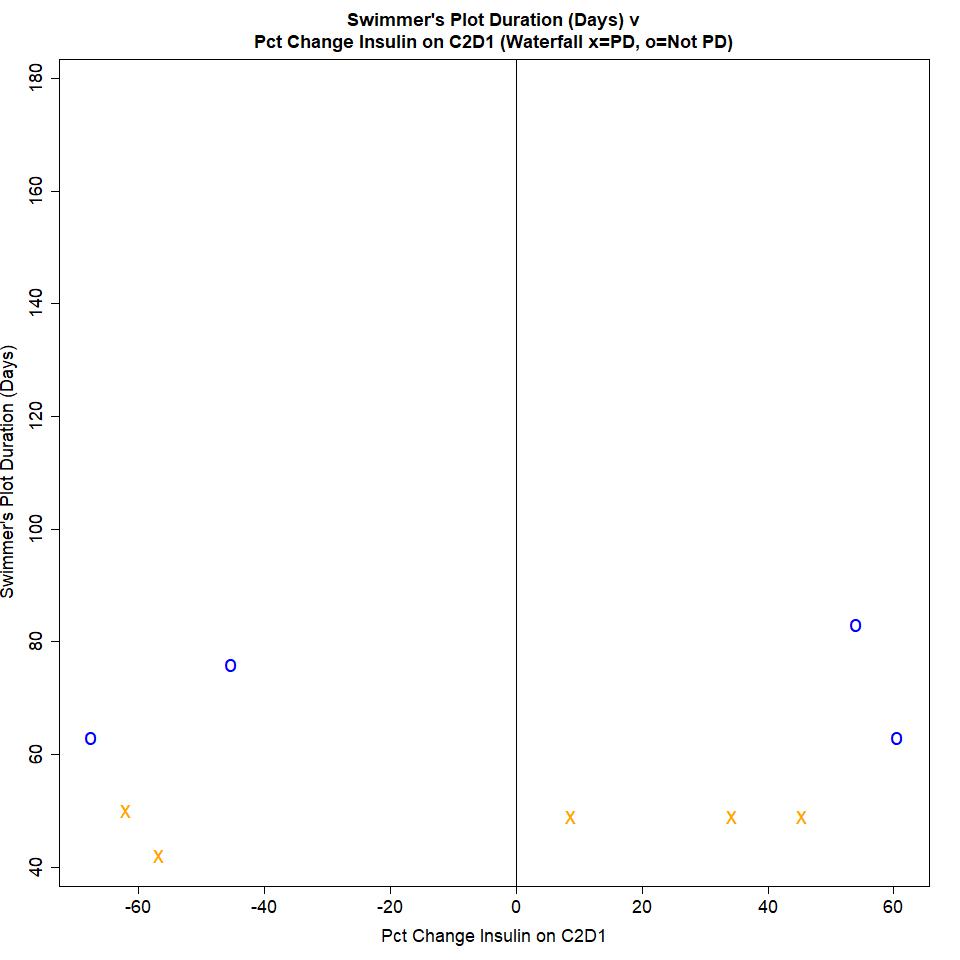 Swimmer's Plot Duration (Days) v
Pct Change Insulin on C2D1 (Waterfall x=PD, o=Not PD)
Swimmer's Plot Duration (Days)
180
160
140
120
100
80
60
40
O
O
O
O
X
X
X
X
X
-60
-40
-20
0
20
40
60
Pct Change Insulin on C2D1